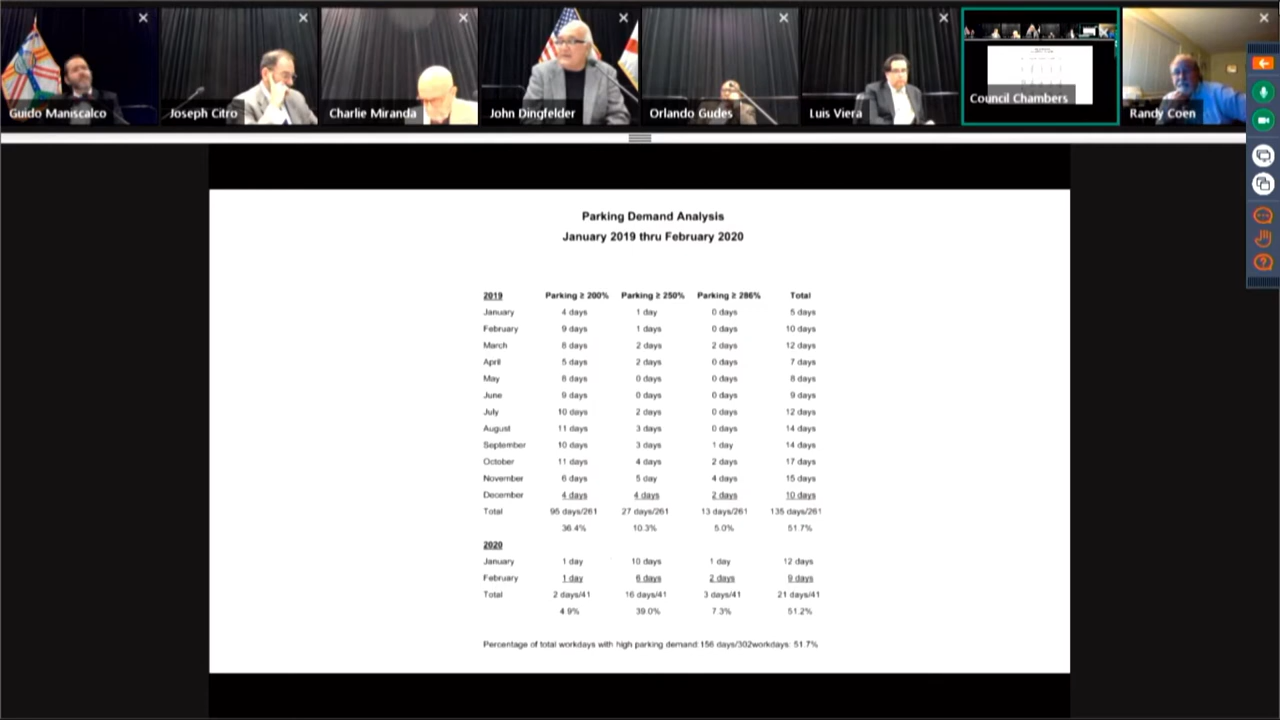 Guido Maniscalco
Joseph Citro
Charlie Miranda
John Dingfelder
Orlando Gudes
Luis Viera
Council Chambers
Randy Coen
Parking Demand Analysis
January 2019 thru February 2020
2019 Parking ≥ 200% Parking ≥ 250% Parking ≥ 286% Total
January 4 days 1 day 0 days 5 days
February 9 days 1 days 0 days 10 days
March 8 days 2 days 2 days 12 days
April 5 days 2 days 0 days 7 days
May 8 days 0 days 0 days 8 days
June 9 days 0 days 0 days 9 days
July 10 days 2 days 0 days 12 days
August 11 days 3 days 0 days 14 days
September 10 days 3 days 1 day 14 days
October 11 days 4 days 2 days 17 days
November 6 days 5 day 4 days 15 days
December 4 days 4 days 2 days 10 days
Total 95 days/261 27 days/261 13 days/261 135 days/261
36.4% 10.3% 5.0% 51.7%
2020
January 1 day 10 days 1 day 12 days
February 1 day 6 days 2 days 9 days
Total 2 days/41 16 days/41 3 days/41 21 days/41
4.9% 39.0% 7.3% 51.2%
Percentage of total workdays with high parking demand: 156 days/302workdays: 51.7%